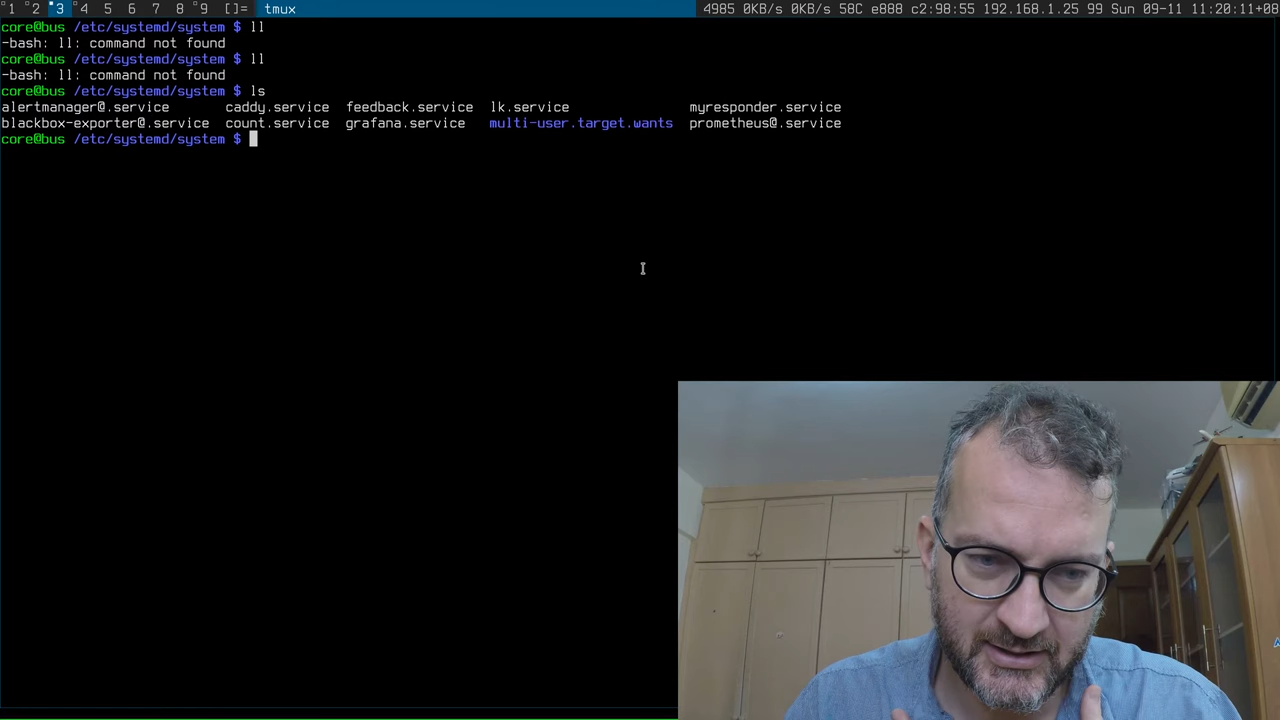 1 2 3 4 5 6 7 8 9 []= tmux 4985 0KB/s 0KB/s 58C e888 c2:98:55 192.168.1.25 99 Sun 09-11 11:20:11+08
core@bus /etc/systemd/system $ ll
-bash: ll: command not found
core@bus /etc/systemd/system $ ll
-bash: ll: command not found
core@bus /etc/systemd/system $ ls
alertmanager@.service caddy.service feedback.service lk.service myresponder.service
blackbox-exporter@.service count.service grafana.service multi-user.target.wants prometheus@.service
core@bus /etc/systemd/system $